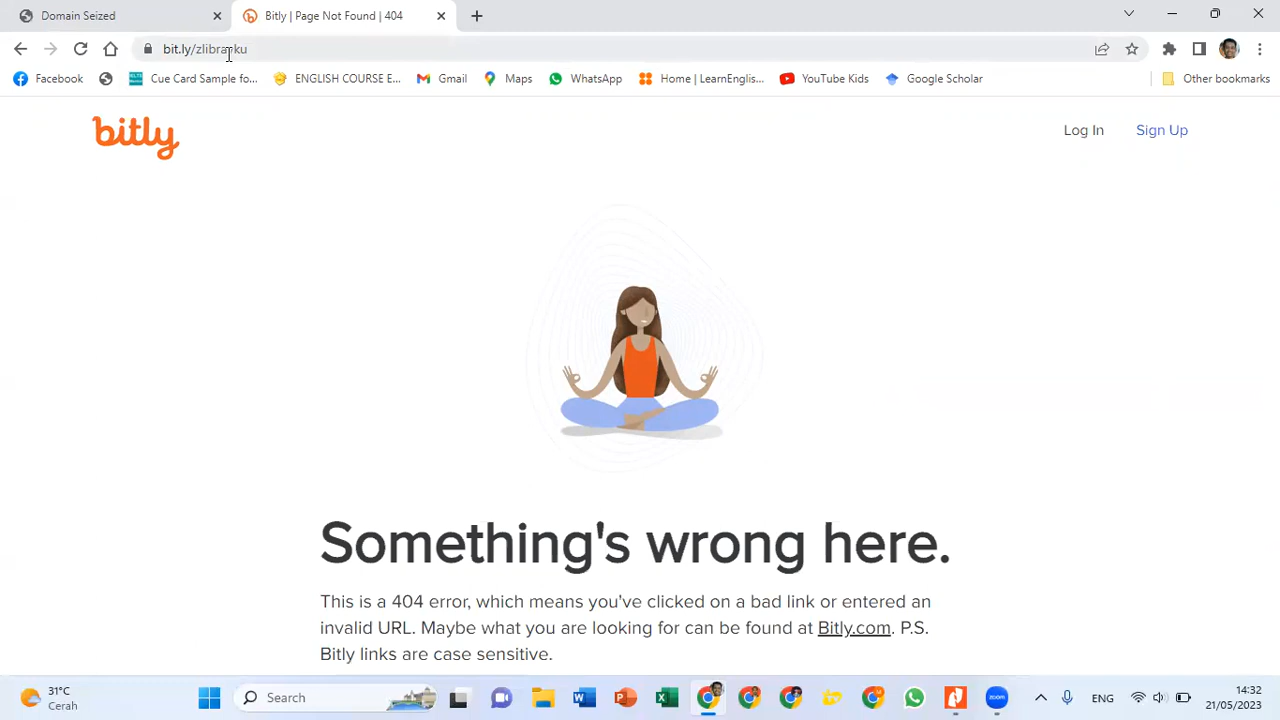 Domain Seized
Bitly | Page Not Found | 404
bit.ly/zlibra ku
Facebook
Cue Card Sample fo...
ENGLISH COURSE E...
Gmail
Maps
WhatsApp
Home | LearnEnglis...
YouTube Kids
Google Scholar
Other bookmarks
bitly
Log In
Sign Up
Something's wrong here.
This is a 404 error, which means you've clicked on a bad link or entered an
invalid URL. Maybe what you are looking for can be found at Bitly.com. P.S.
Bitly links are case sensitive.
31°C
Cerah
Search
ENG
14:32
21/05/2023